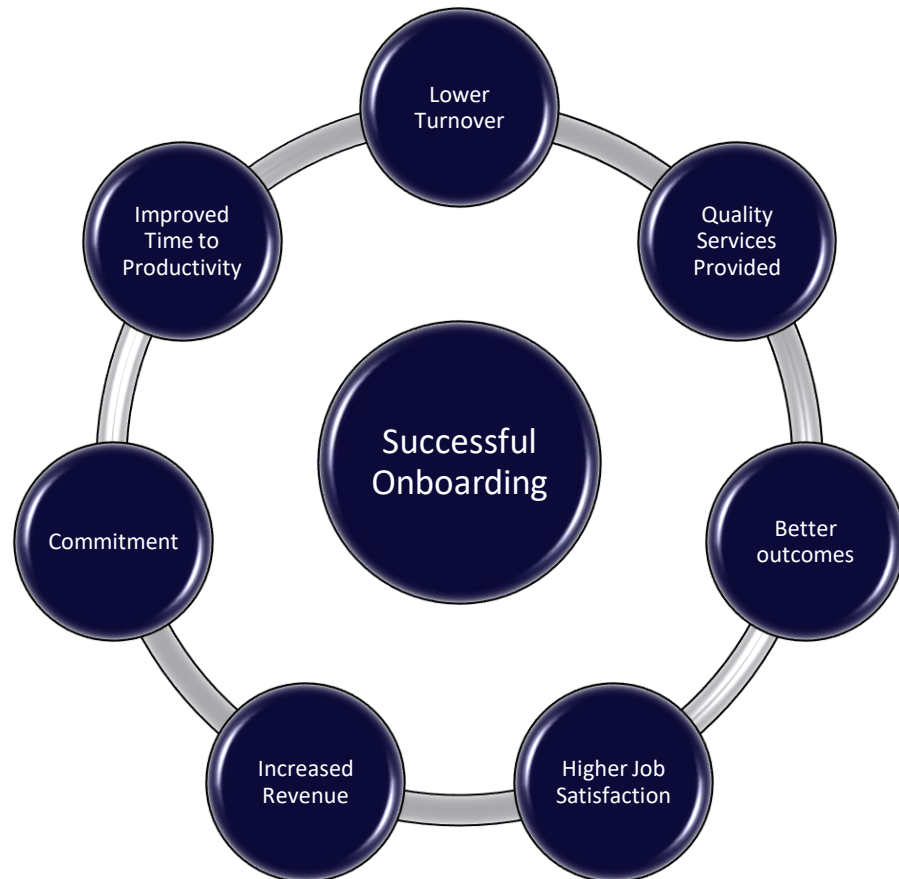 Lower
Turnover
Quality
Services
Provided
Better
outcomes
Higher Job
Satisfaction
Increased
Revenue
Commitment
Improved
Time to
Productivity
Successful
Onboarding